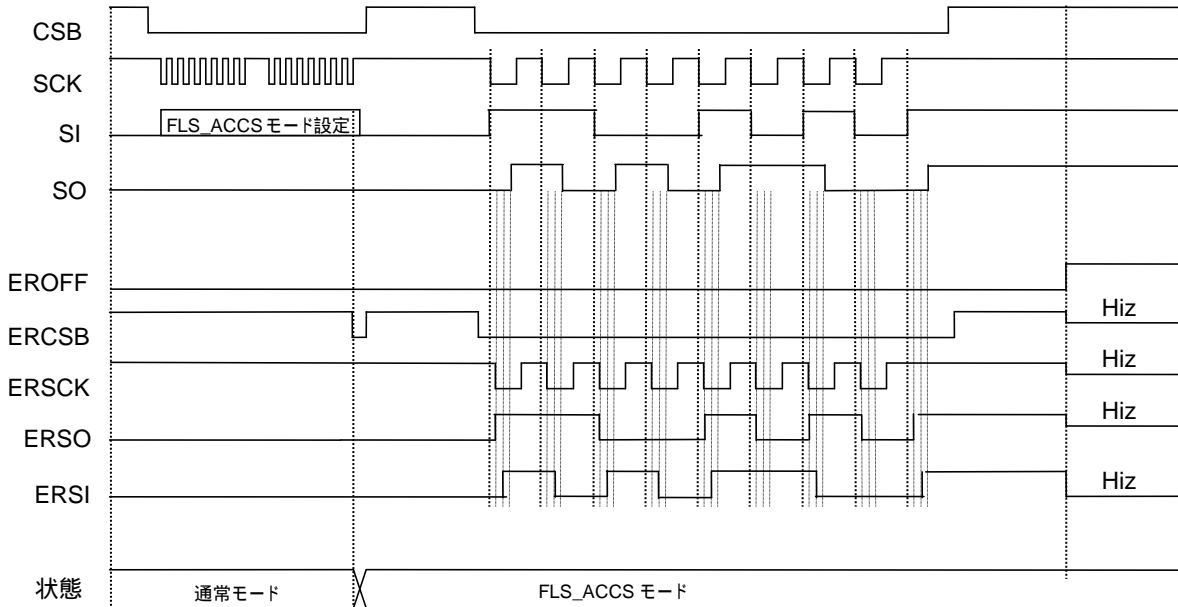 CSB
SCK
FLS_ACCSモード設定
SI
SO
EROFF
Hiz
ERCSB
Hiz
ERSCK
Hiz
ERSO
Hiz
ERSI
状態
通常モード
FLS_ACCS モード